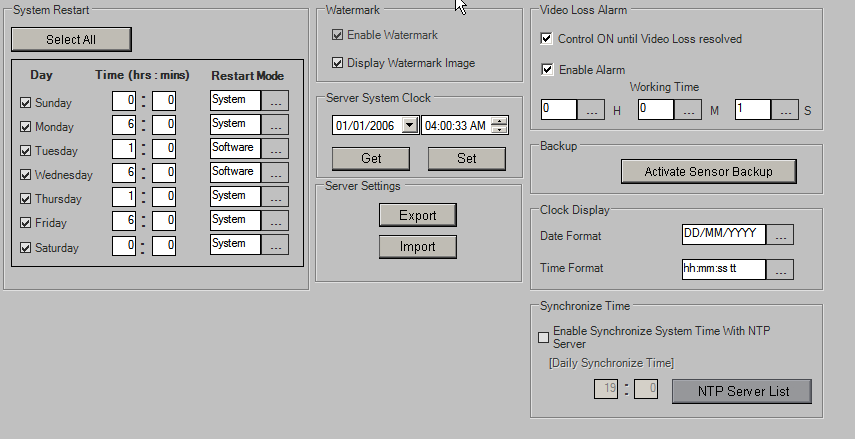 System Restart
Select All
Day Time (hrs : mins) Restart Mode
Sunday 0 : 0 System ...
Monday 6 : 0 System ...
Tuesday 1 : 0 Software ...
Wednesday 6 : 0 Software ...
Thursday 1 : 0 System ...
Friday 6 : 0 System ...
Saturday 0 : 0 System ...
Watermark
Enable Watermark
Display Watermark Image
Server System Clock
01/01/2006 04:00:33 AM
Get Set
Server Settings
Export
Import
Video Loss Alarm
Control ON until Video Loss resolved
Enable Alarm
Working Time
0 ... H 0 ... M 1 ... S
Backup
Activate Sensor Backup
Clock Display
Date Format DD/MM/YYYY ...
Time Format hh:mm:ss tt ...
Synchronize Time
Enable Synchronize System Time With NTP
Server
[Daily Synchronize Time]
19 : 0 NTP Server List